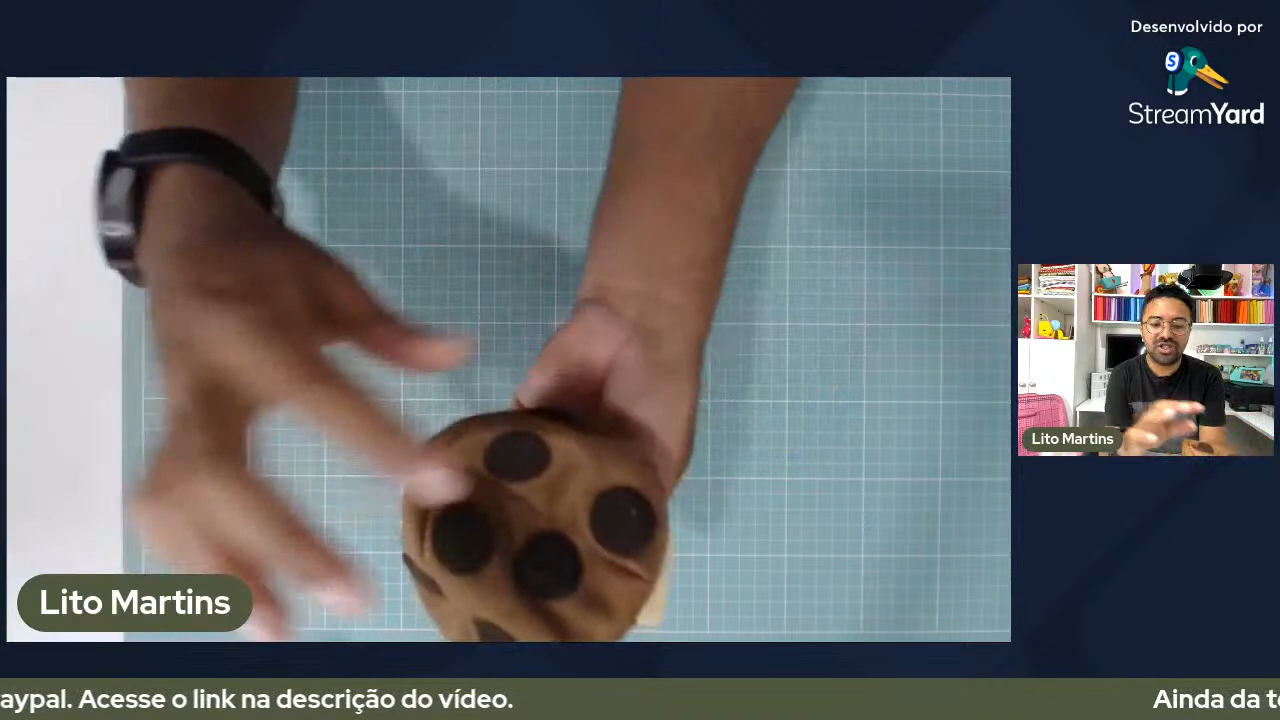 Desenvolvido por
StreamYard
Lito Martins
Lito Martins
aypal. Acesse o link na descrição do vídeo.
Ainda da t